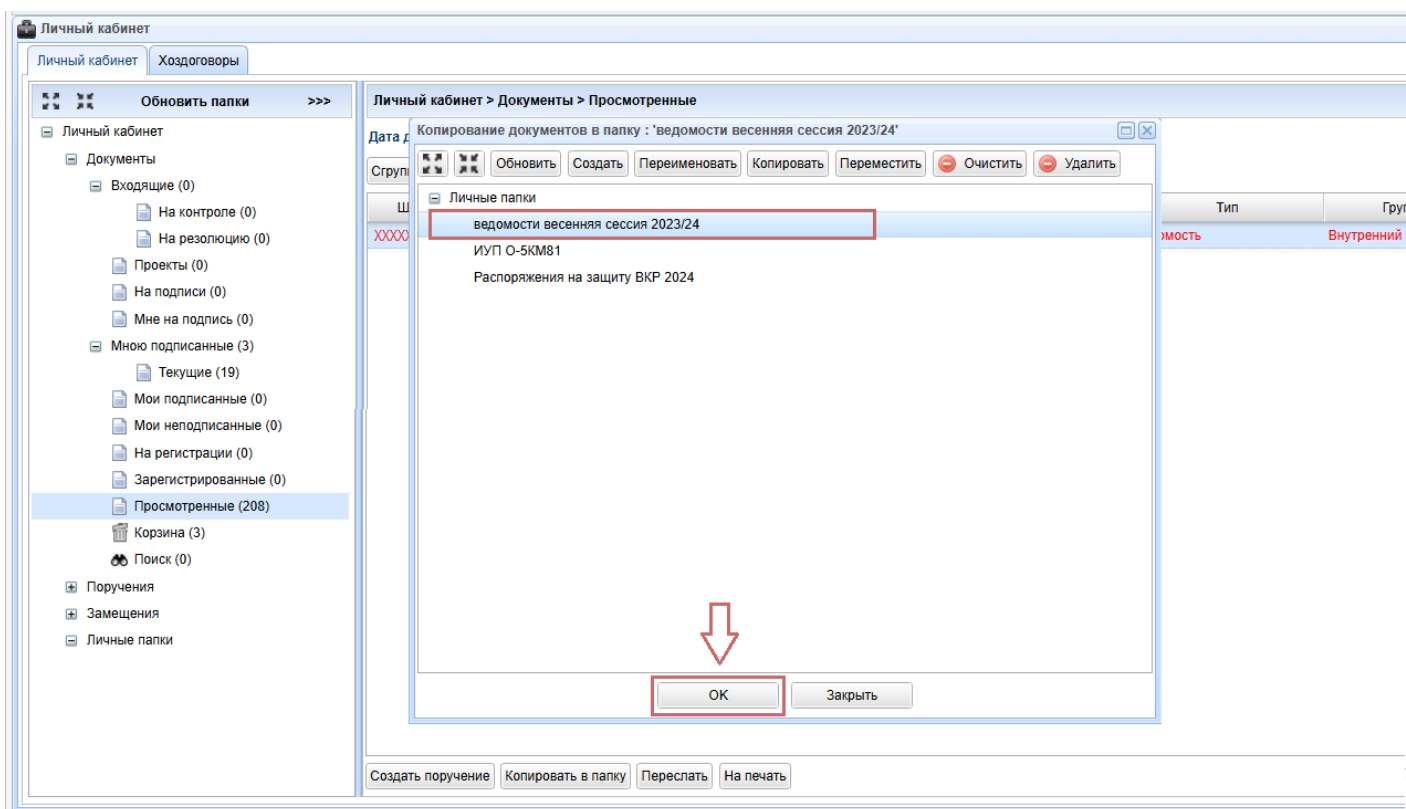 Личный кабинет
Личный кабинет Хоздоговоры
Обновить папки >>>
Личный кабинет
Документы
Входящие (0)
На контроле (0)
На резолюцию (0)
Проекты (0)
На подписи (0)
Мне на подпись (0)
Мною подписанные (3)
Текущие (19)
Мои подписанные (0)
Мои неподписанные (0)
На регистрации (0)
Зарегистрированные (0)
Просмотренные (208)
Корзина (3)
Поиск (0)
Поручения
Замещения
Личные папки
Личный кабинет > Документы > Просмотренные
Дата
Тип
Внутренний
Копирование документов в папку : 'ведомости весенняя сессия 2023/24'
Обновить Создать Переименовать Копировать Переместить Очистить Удалить
Личные папки
ведомости весенняя сессия 2023/24
ИУП О-5КМ81
Распоряжения на защиту ВКР 2024
OK Закрыть
Создать поручение Копировать в папку Переслать На печать